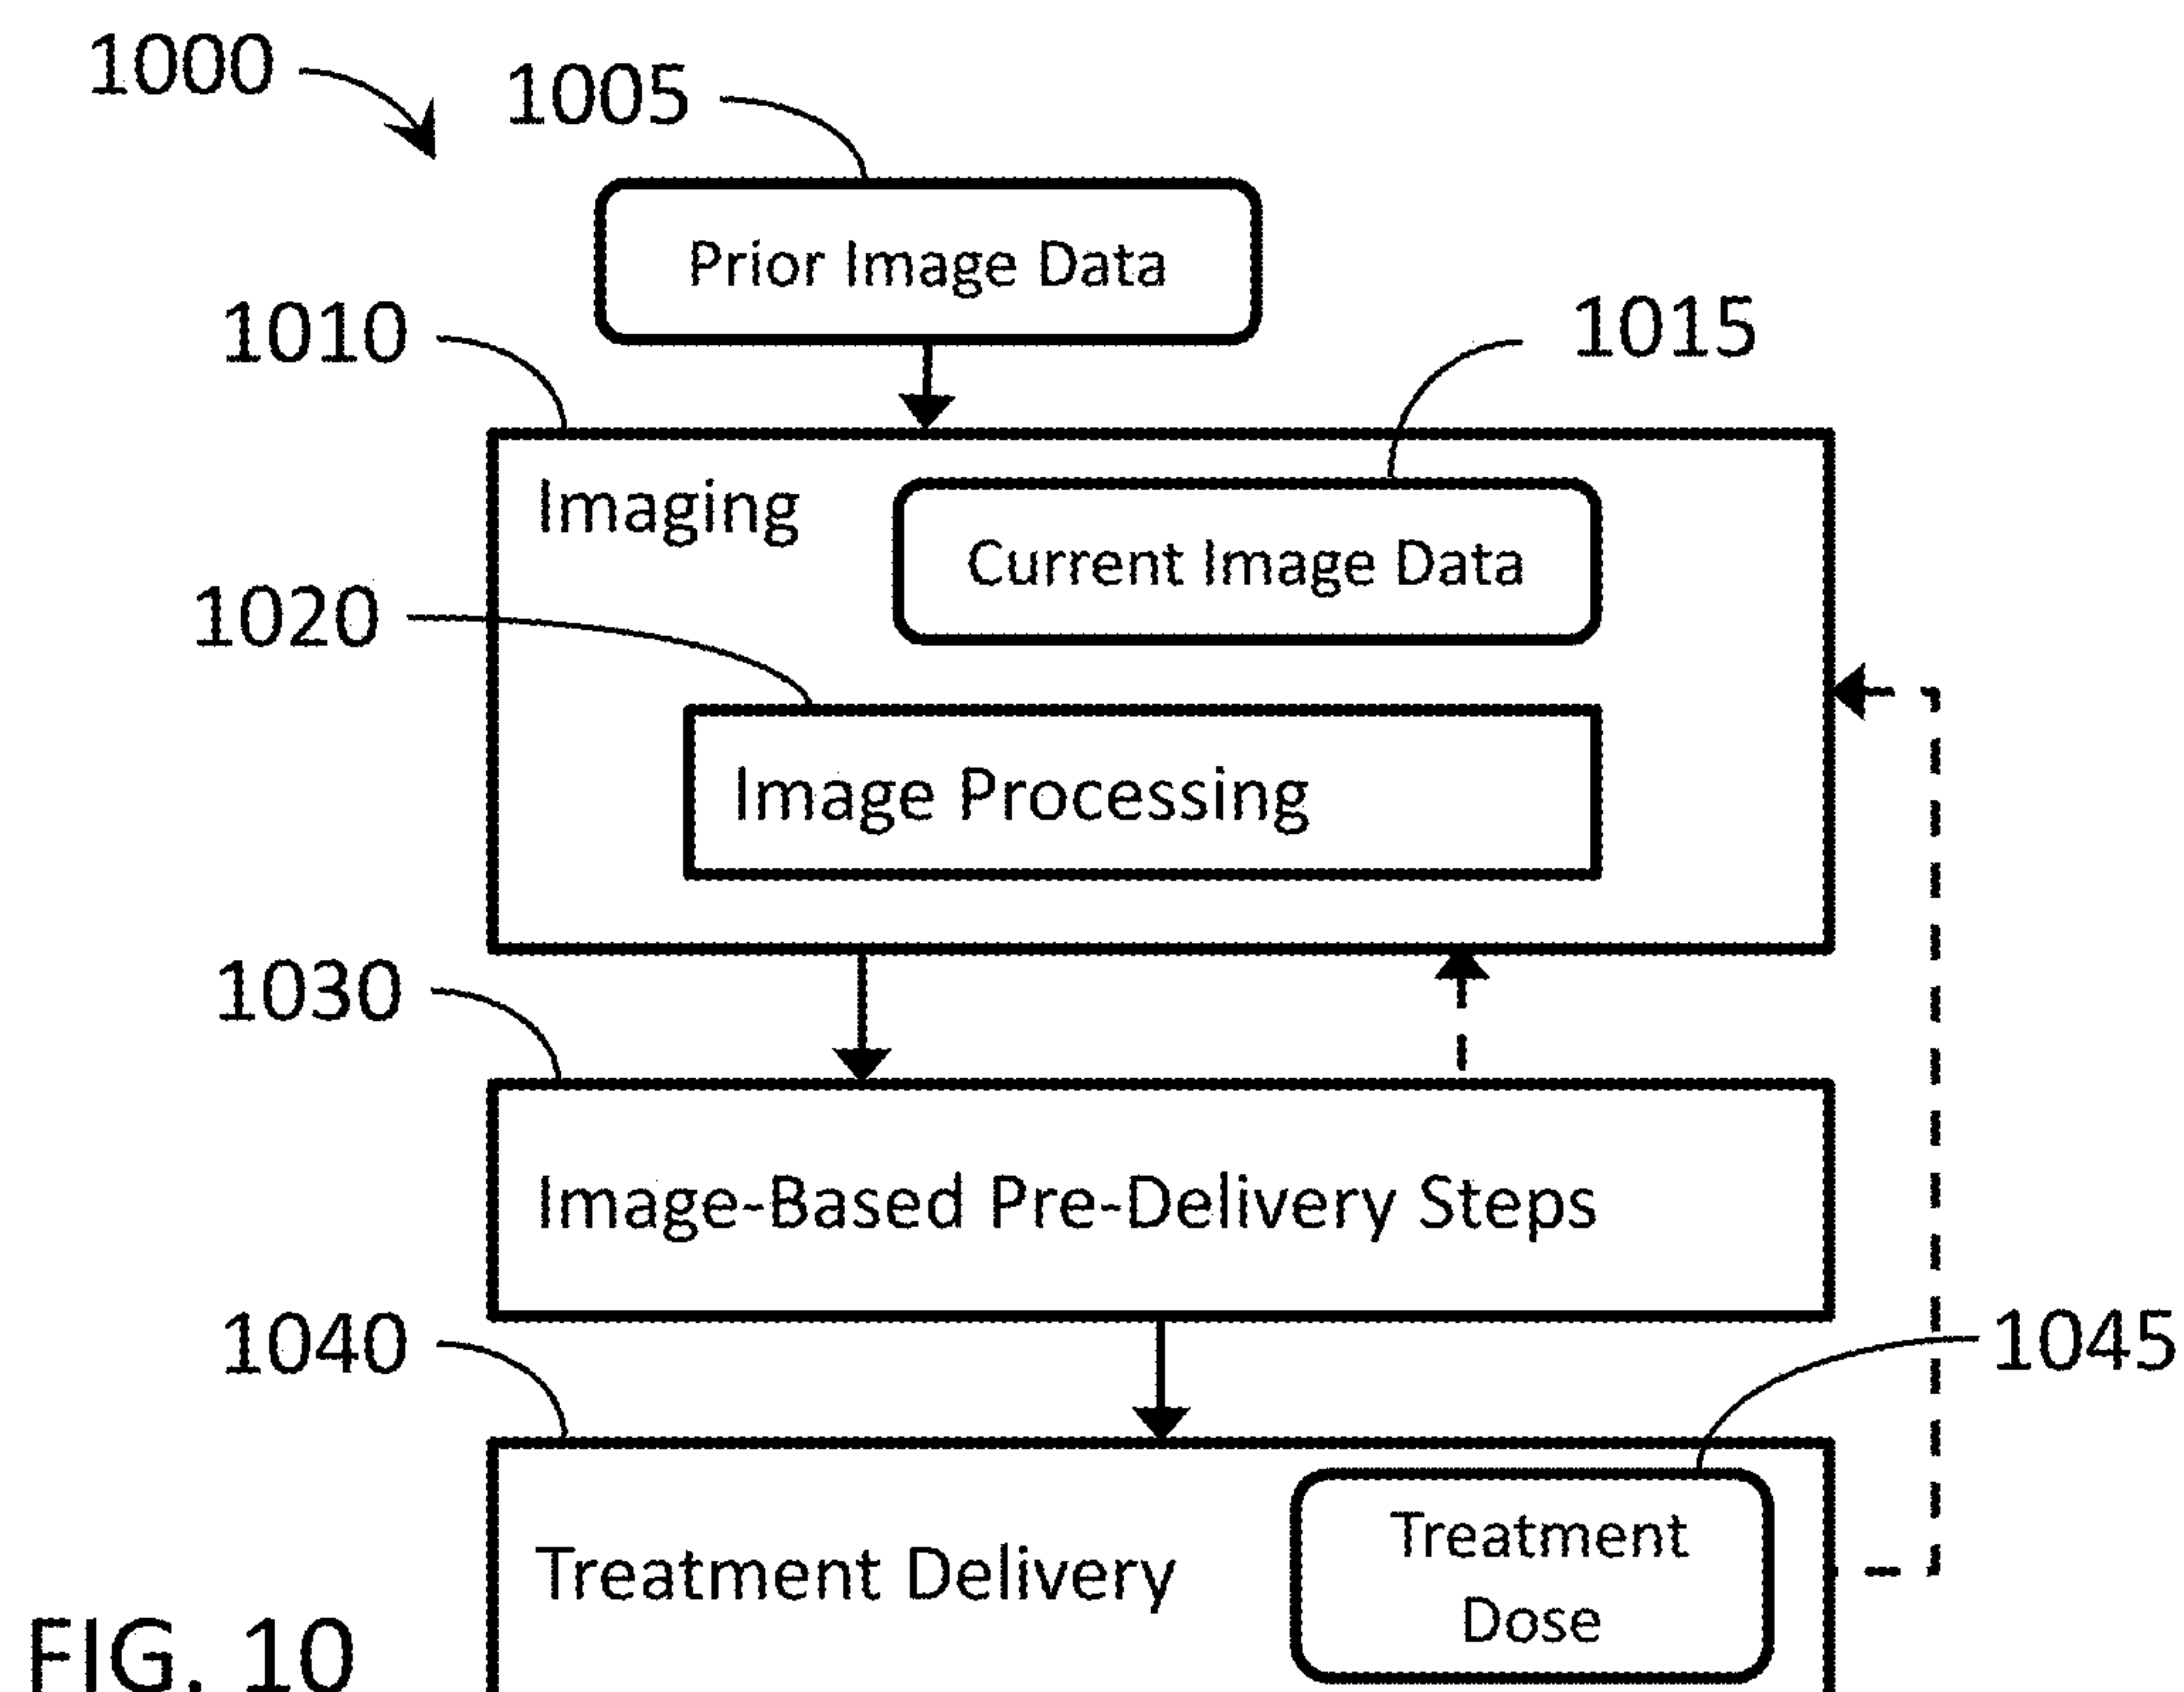 1000
1005
Prior Image Data
1010
1015
Imaging
Current Image Data
1020
Image Processing
1030
Image-Based Pre-Delivery Steps
1040
1045
Treatment Delivery
Treatment
Dose
FIG. 10